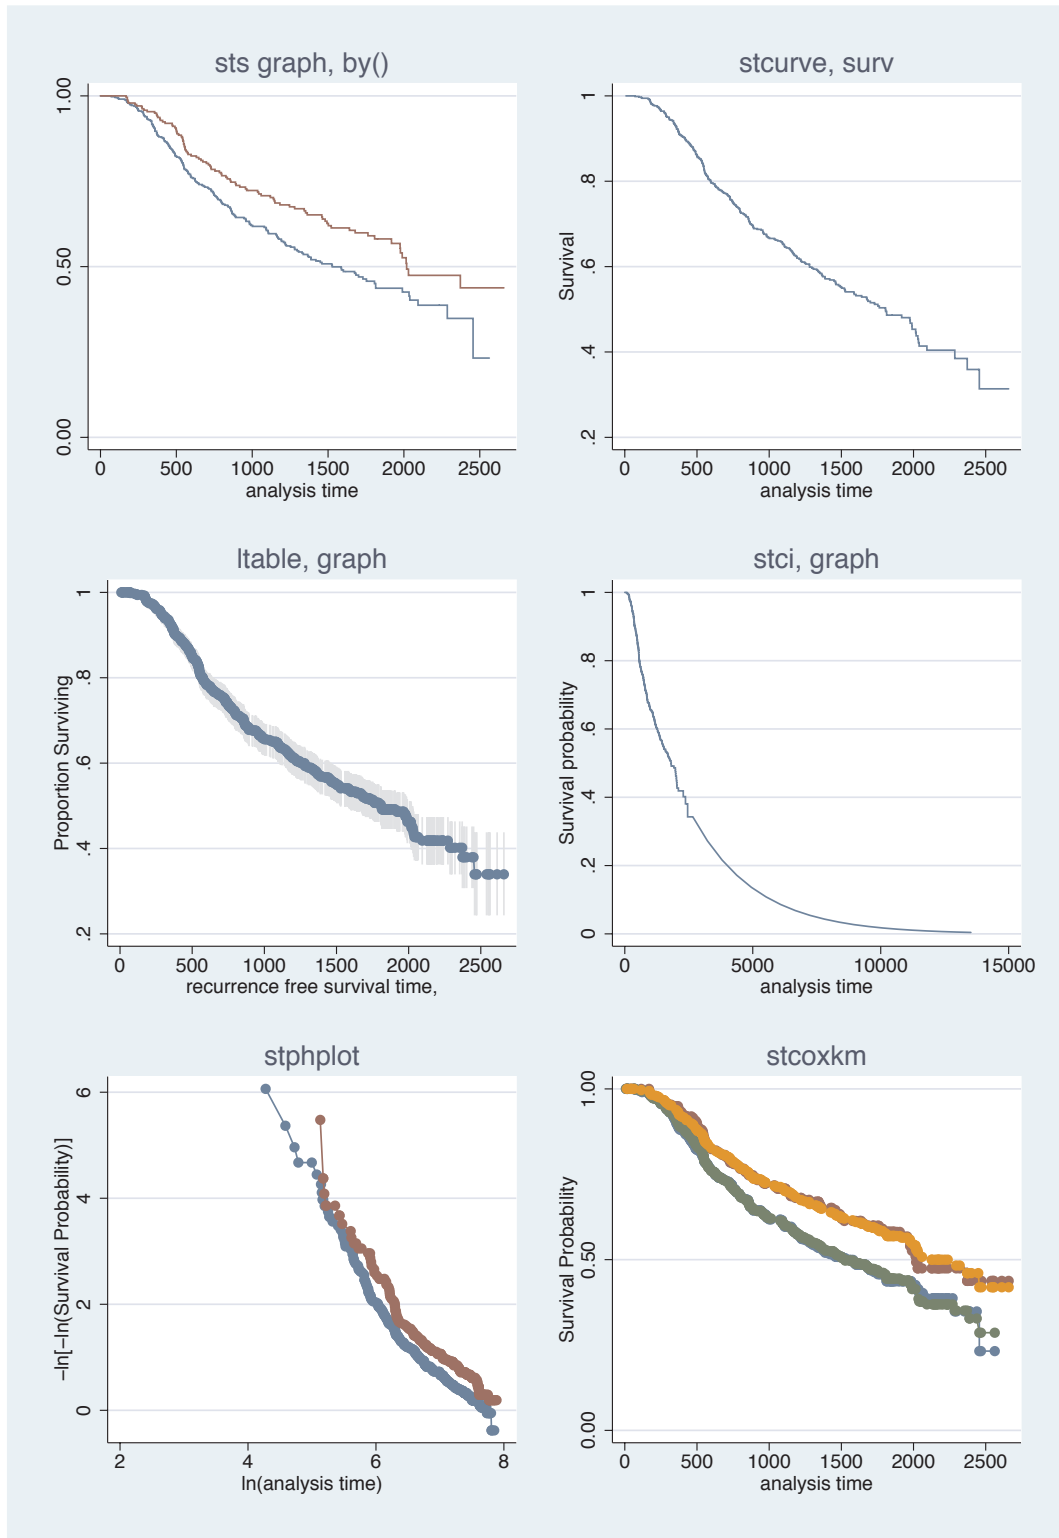 sts graph, by()
1.00
0.50
0.00
0 500 1000 1500 2000 2500
analysis time
stcurve, surv
Survival
1
.8
.6
.4
.2
0 500 1000 1500 2000 2500
analysis time
ltable, graph
Proportion Surviving
1
.8
.6
.4
.2
0 500 1000 1500 2000 2500
recurrence free survival time,
stci, graph
Survival probability
1
.8
.6
.4
.2
0
0 5000 10000 15000
analysis time
stphplot
−ln[−ln(Survival Probability)]
6
4
2
0
2 4 6 8
ln(analysis time)
stcoxkm
Survival Probability
1.00
0.50
0.00
0 500 1000 1500 2000 2500
analysis time